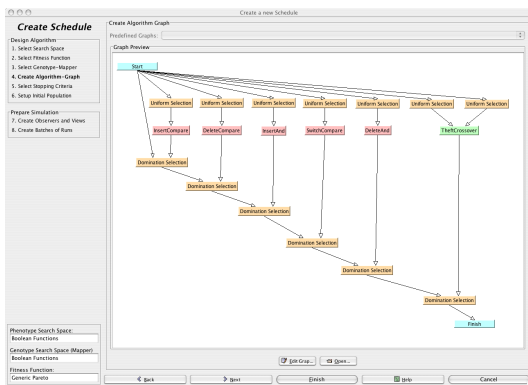 Create a new Schedule
Create Schedule
Design Algorithm
1. Select Search Space
2. Select Fitness Function
3. Select Genotype-Mapper
4. Create Algorithm-Graph
5. Select Stopping Criteria
6. Setup Initial Population
Prepare Simulation
7. Create Observers and Views
8. Create Batches of Runs
Phenotype Search Space:
Boolean Functions
Genotype Search Space (Mapper)
Boolean Functions
Fitness Function:
Generic Pareto
Create Algorithm Graph
Predefined Graphs:
Graph Preview
Start
Uniform Selection Uniform Selection Uniform Selection Uniform Selection Uniform Selection Uniform Selection Uniform Selection
InsertCompare DeleteCompare InsertAnd SwitchCompare DeleteAnd TheftCrossover
Domination Selection
Domination Selection
Domination Selection
Domination Selection
Domination Selection
Domination Selection
Finish
Edit Grap... Open...
Back Next Finish Help Cancel